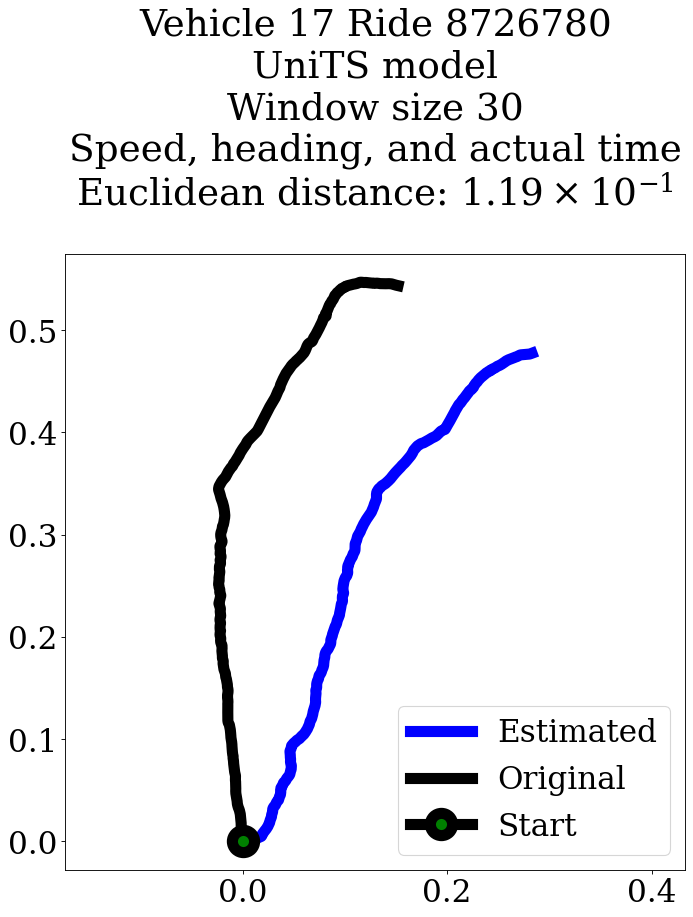 Vehicle 17 Ride 8726780
UniTS model
Window size 30
Speed, heading, and actual time
Euclidean distance: 1.19 × 10⁻¹
0.5
0.4
0.3
0.2
0.1
0.0
Estimated
Original
Start
0.0 0.2 0.4